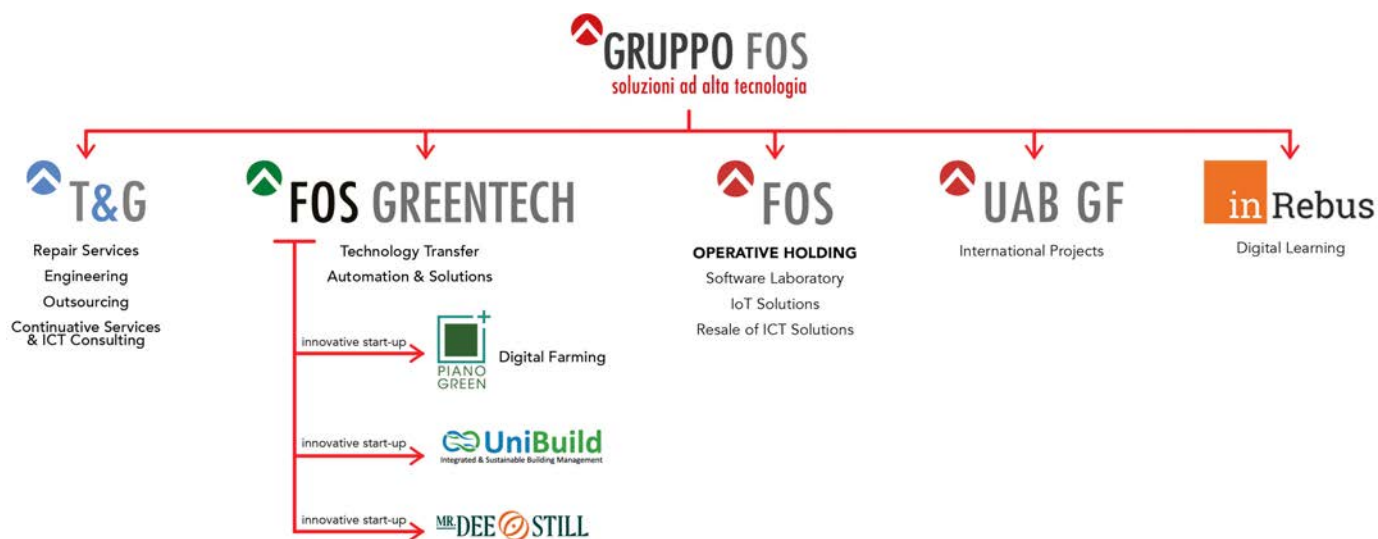 GRUPPO FOS
soluzioni ad alta tecnologia
T&G
Repair Services
Engineering
Outsourcing
Continuative Services
& ICT Consulting
FOS GREENTECH
Technology Transfer
Automation & Solutions
innovative start-up
PIANO
GREEN
Digital Farming
innovative start-up
UniBuild
Integrated & Sustainable Building Management
innovative start-up
MR. DEE STILL
FOS
OPERATIVE HOLDING
Software Laboratory
IoT Solutions
Resale of ICT Solutions
UAB GF
International Projects
in Rebus
Digital Learning